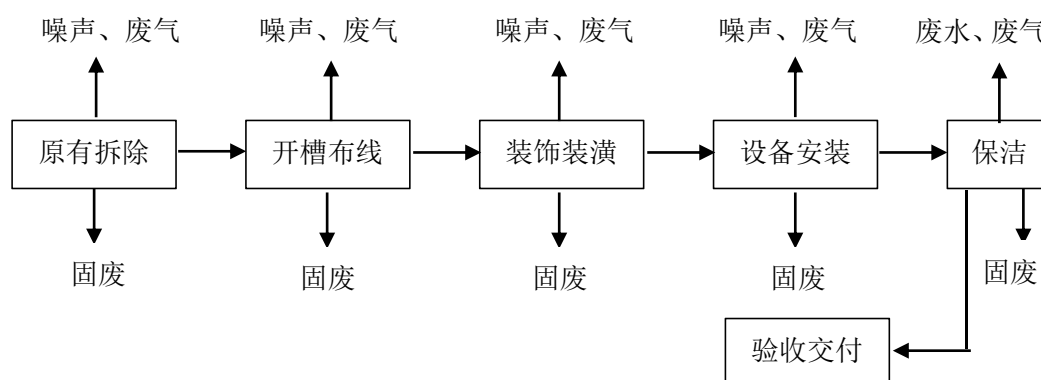 噪声、废气 噪声、废气 噪声、废气 噪声、废气 废水、废气
原有拆除 开槽布线 装饰装潢 设备安装 保洁
固废 固废 固废 固废 固废
验收交付